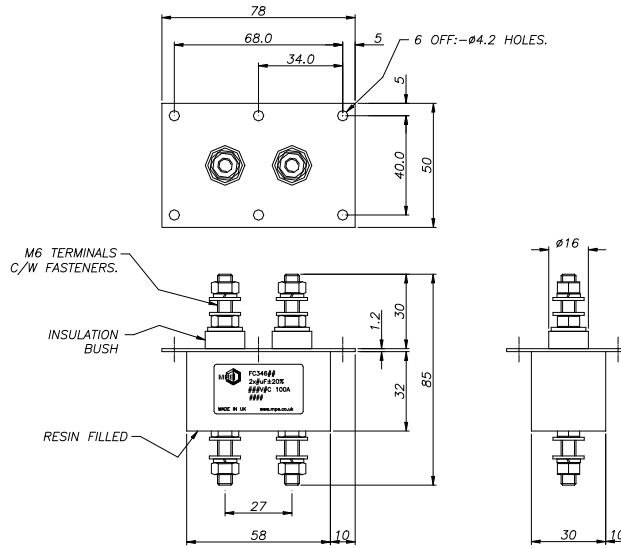 78
68.0
5
34.0
6 OFF:-ø4.2 HOLES.
5
40.0
50
M6 TERMINALS
C/W FASTENERS.
ø16
INSULATION
BUSH
1.2
30
32
85
RESIN FILLED
FC346##
2x#uF±20%
###V#C 100A
####
MADE IN UK www.mpe.co.uk
27
58
10
30
10